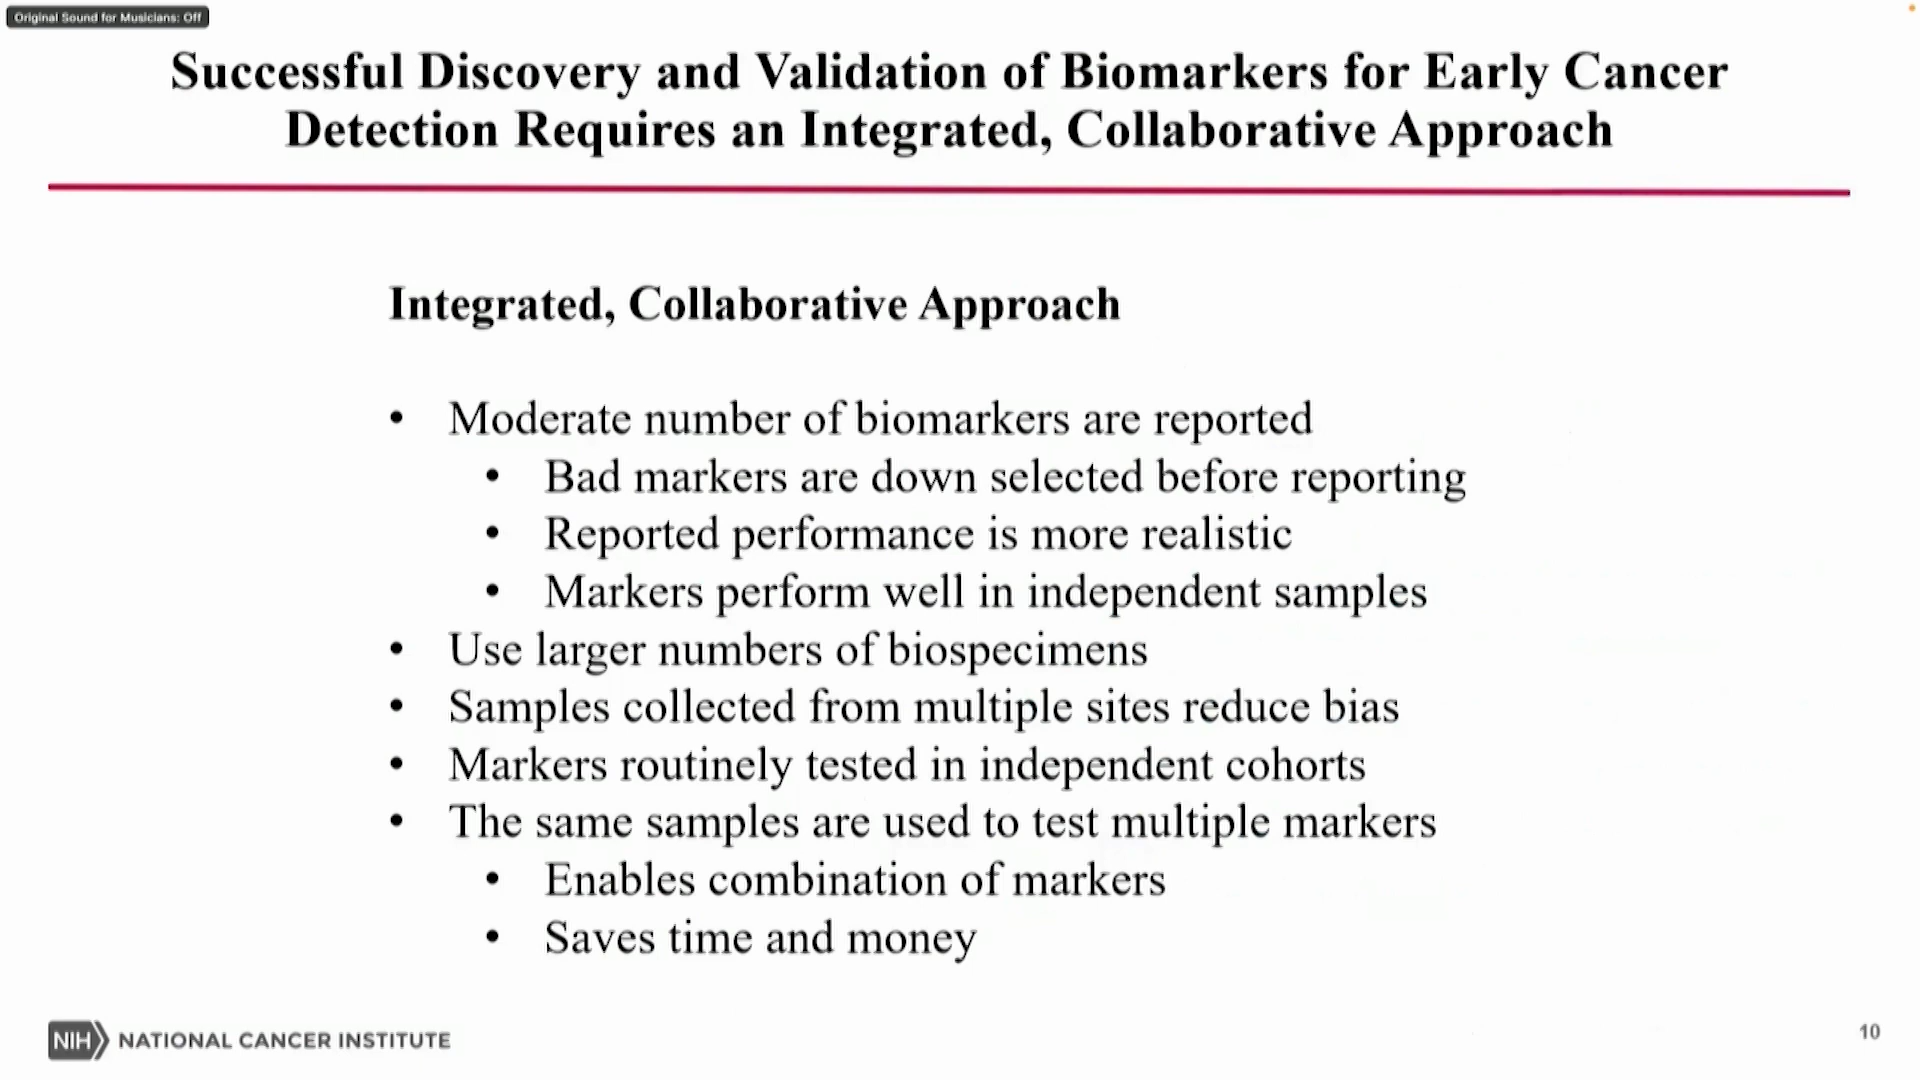 Original Sound for Musicians: Off
Successful Discovery and Validation of Biomarkers for Early Cancer
Detection Requires an Integrated, Collaborative Approach
Integrated, Collaborative Approach
• Moderate number of biomarkers are reported
• Bad markers are down selected before reporting
• Reported performance is more realistic
• Markers perform well in independent samples
• Use larger numbers of biospecimens
• Samples collected from multiple sites reduce bias
• Markers routinely tested in independent cohorts
• The same samples are used to test multiple markers
• Enables combination of markers
• Saves time and money
NIH NATIONAL CANCER INSTITUTE
10